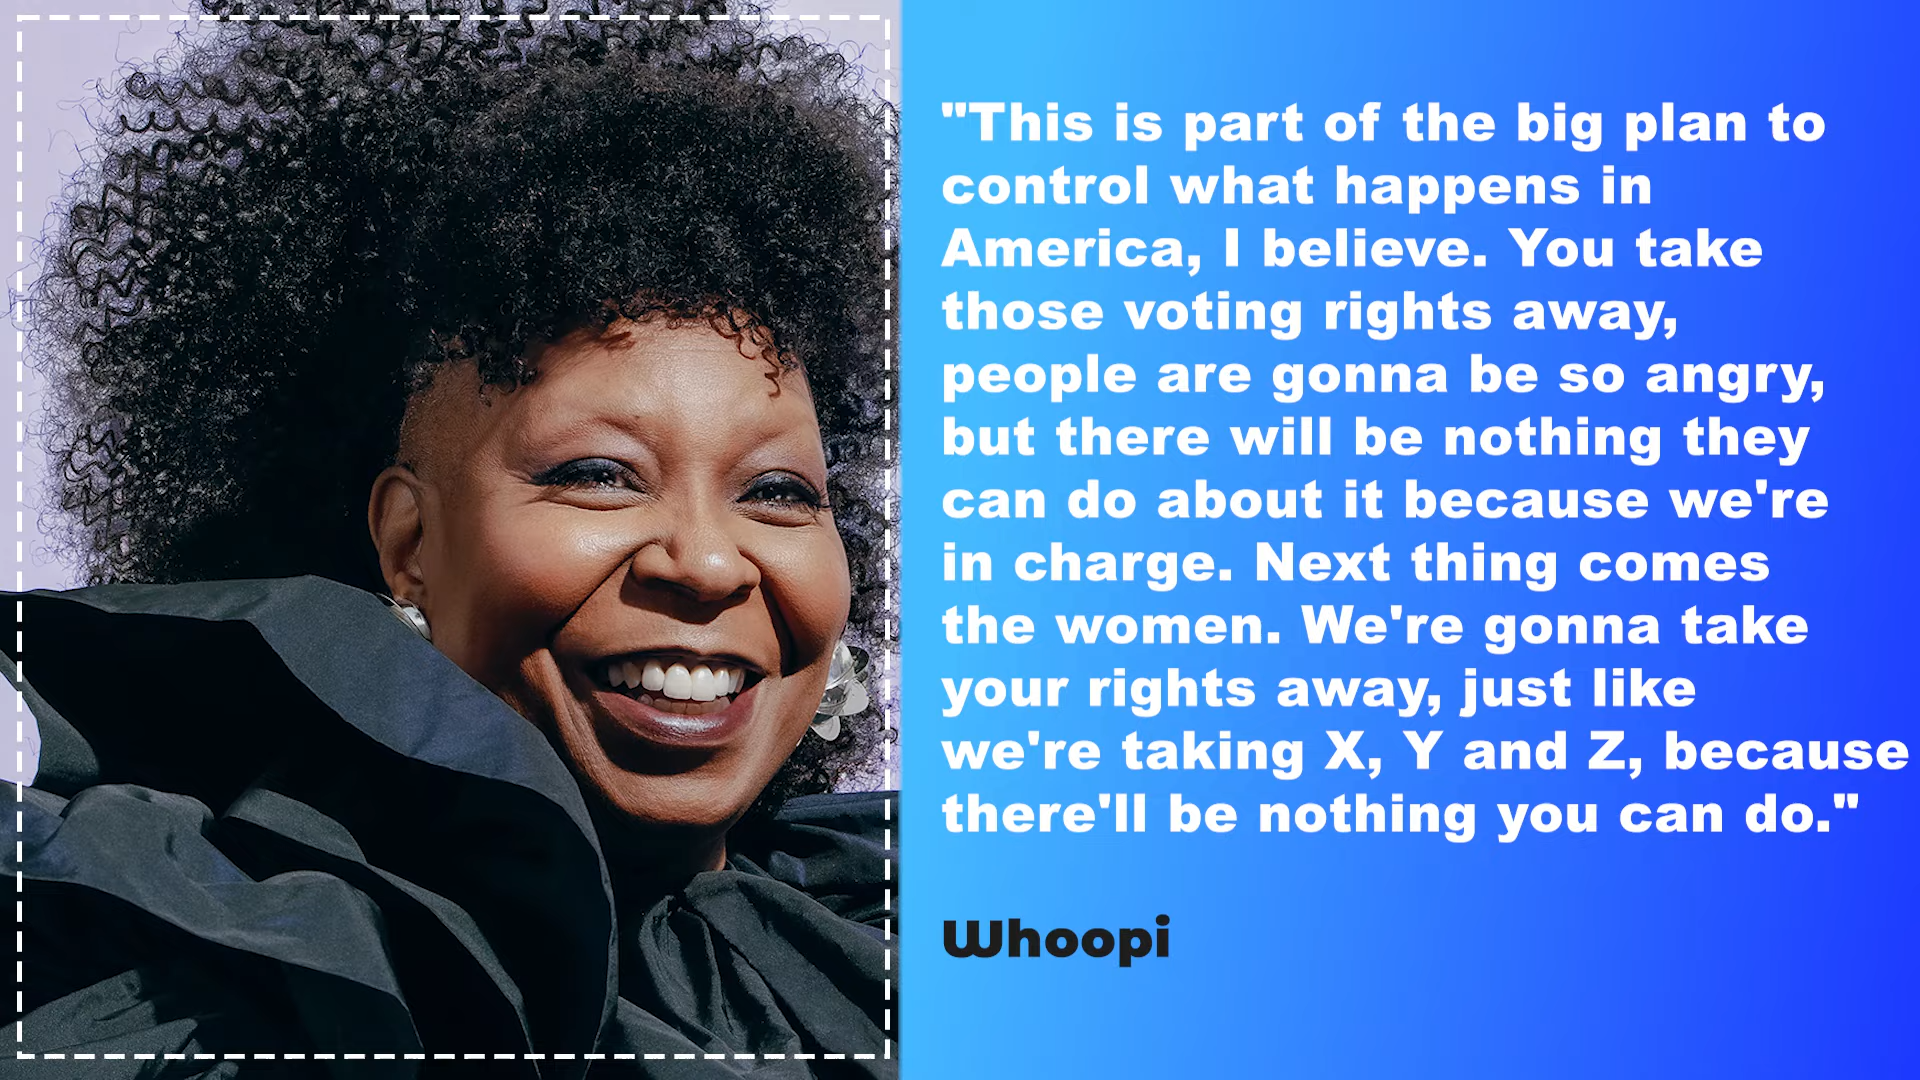 "This is part of the big plan to
control what happens in
America, I believe. You take
those voting rights away,
people are gonna be so angry,
but there will be nothing they
can do about it because we're
in charge. Next thing comes
the women. We're gonna take
your rights away, just like
we're taking X, Y and Z, because
there'll be nothing you can do."
Whoopi